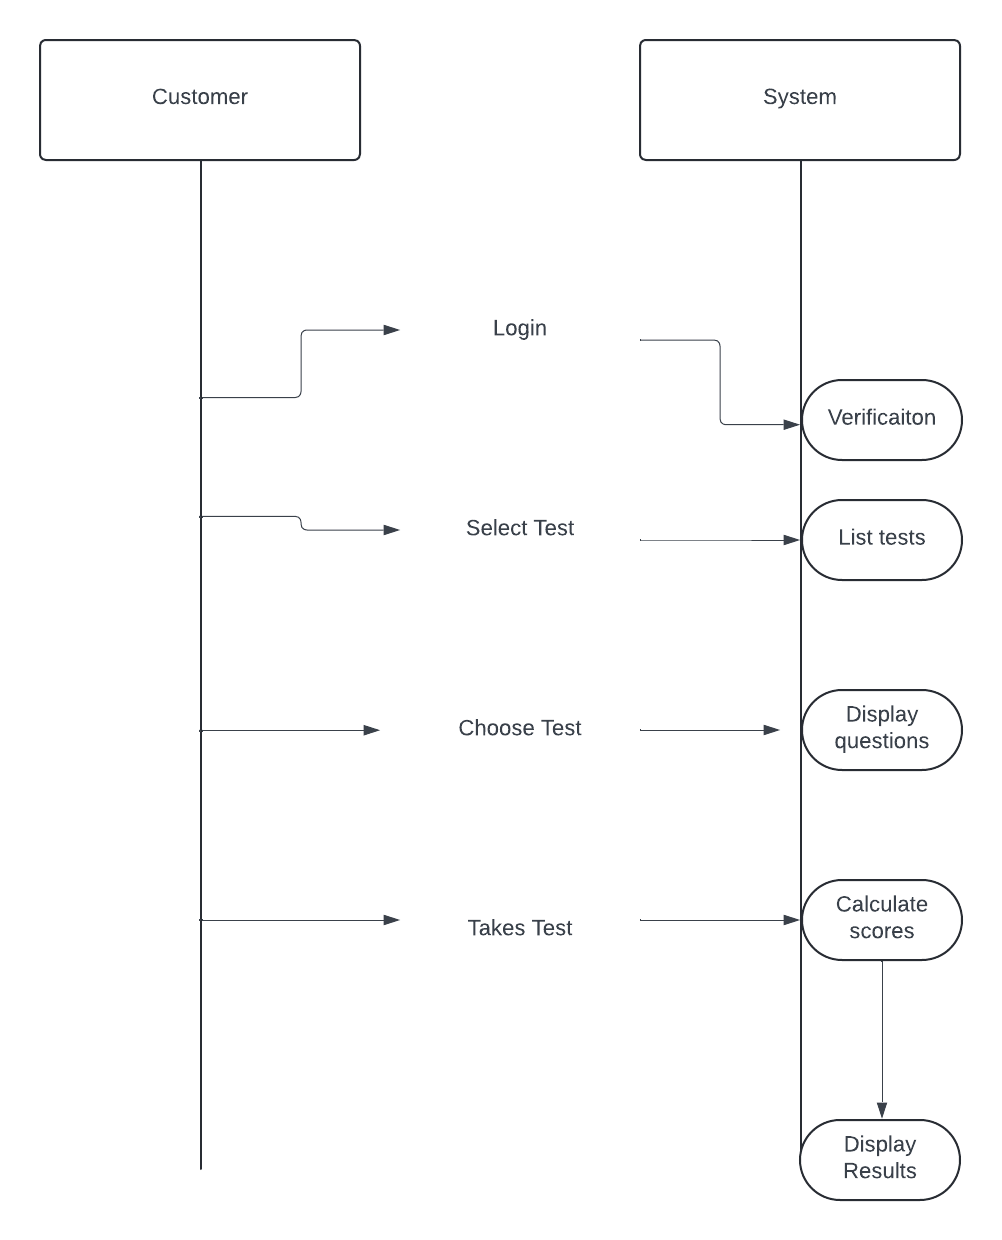 Customer
System
Login
Verificaiton
Select Test
List tests
Choose Test
Display
questions
Takes Test
Calculate
scores
Display
Results